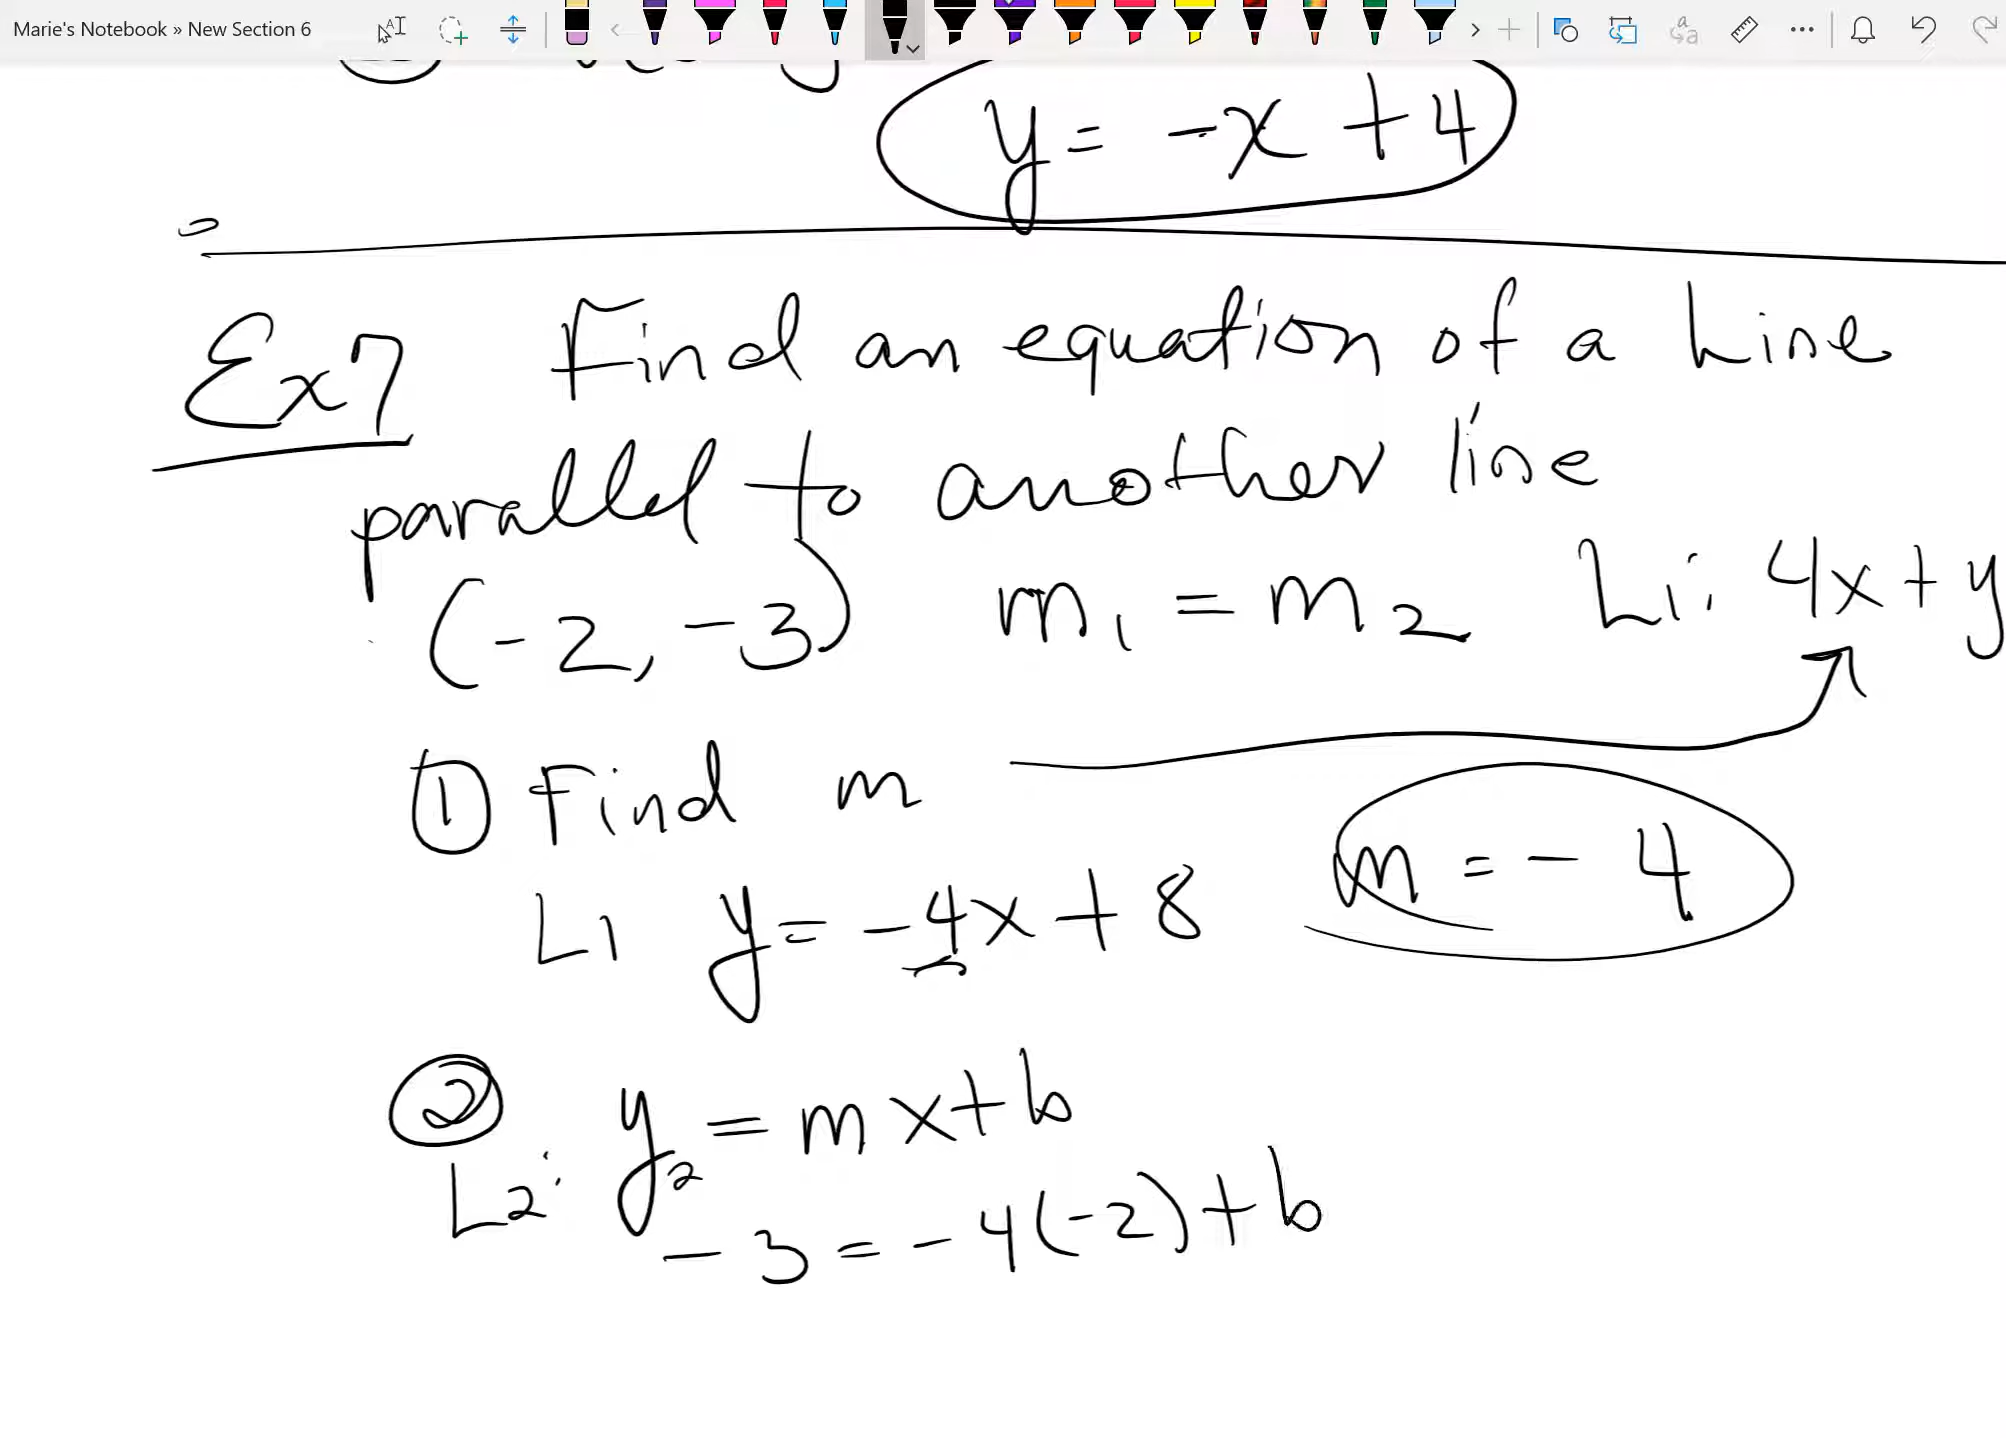 Marie's Notebook » New Section 6
y = -x + 4
Ex7 Find an equation of a Line
parallel to another line
(-2, -3) m₁ = m₂ L1: 4x + y
① Find m
L1 y = -4x + 8 m = -4
② y₂ = mx + b
L2:
-3 = -4(-2) + b